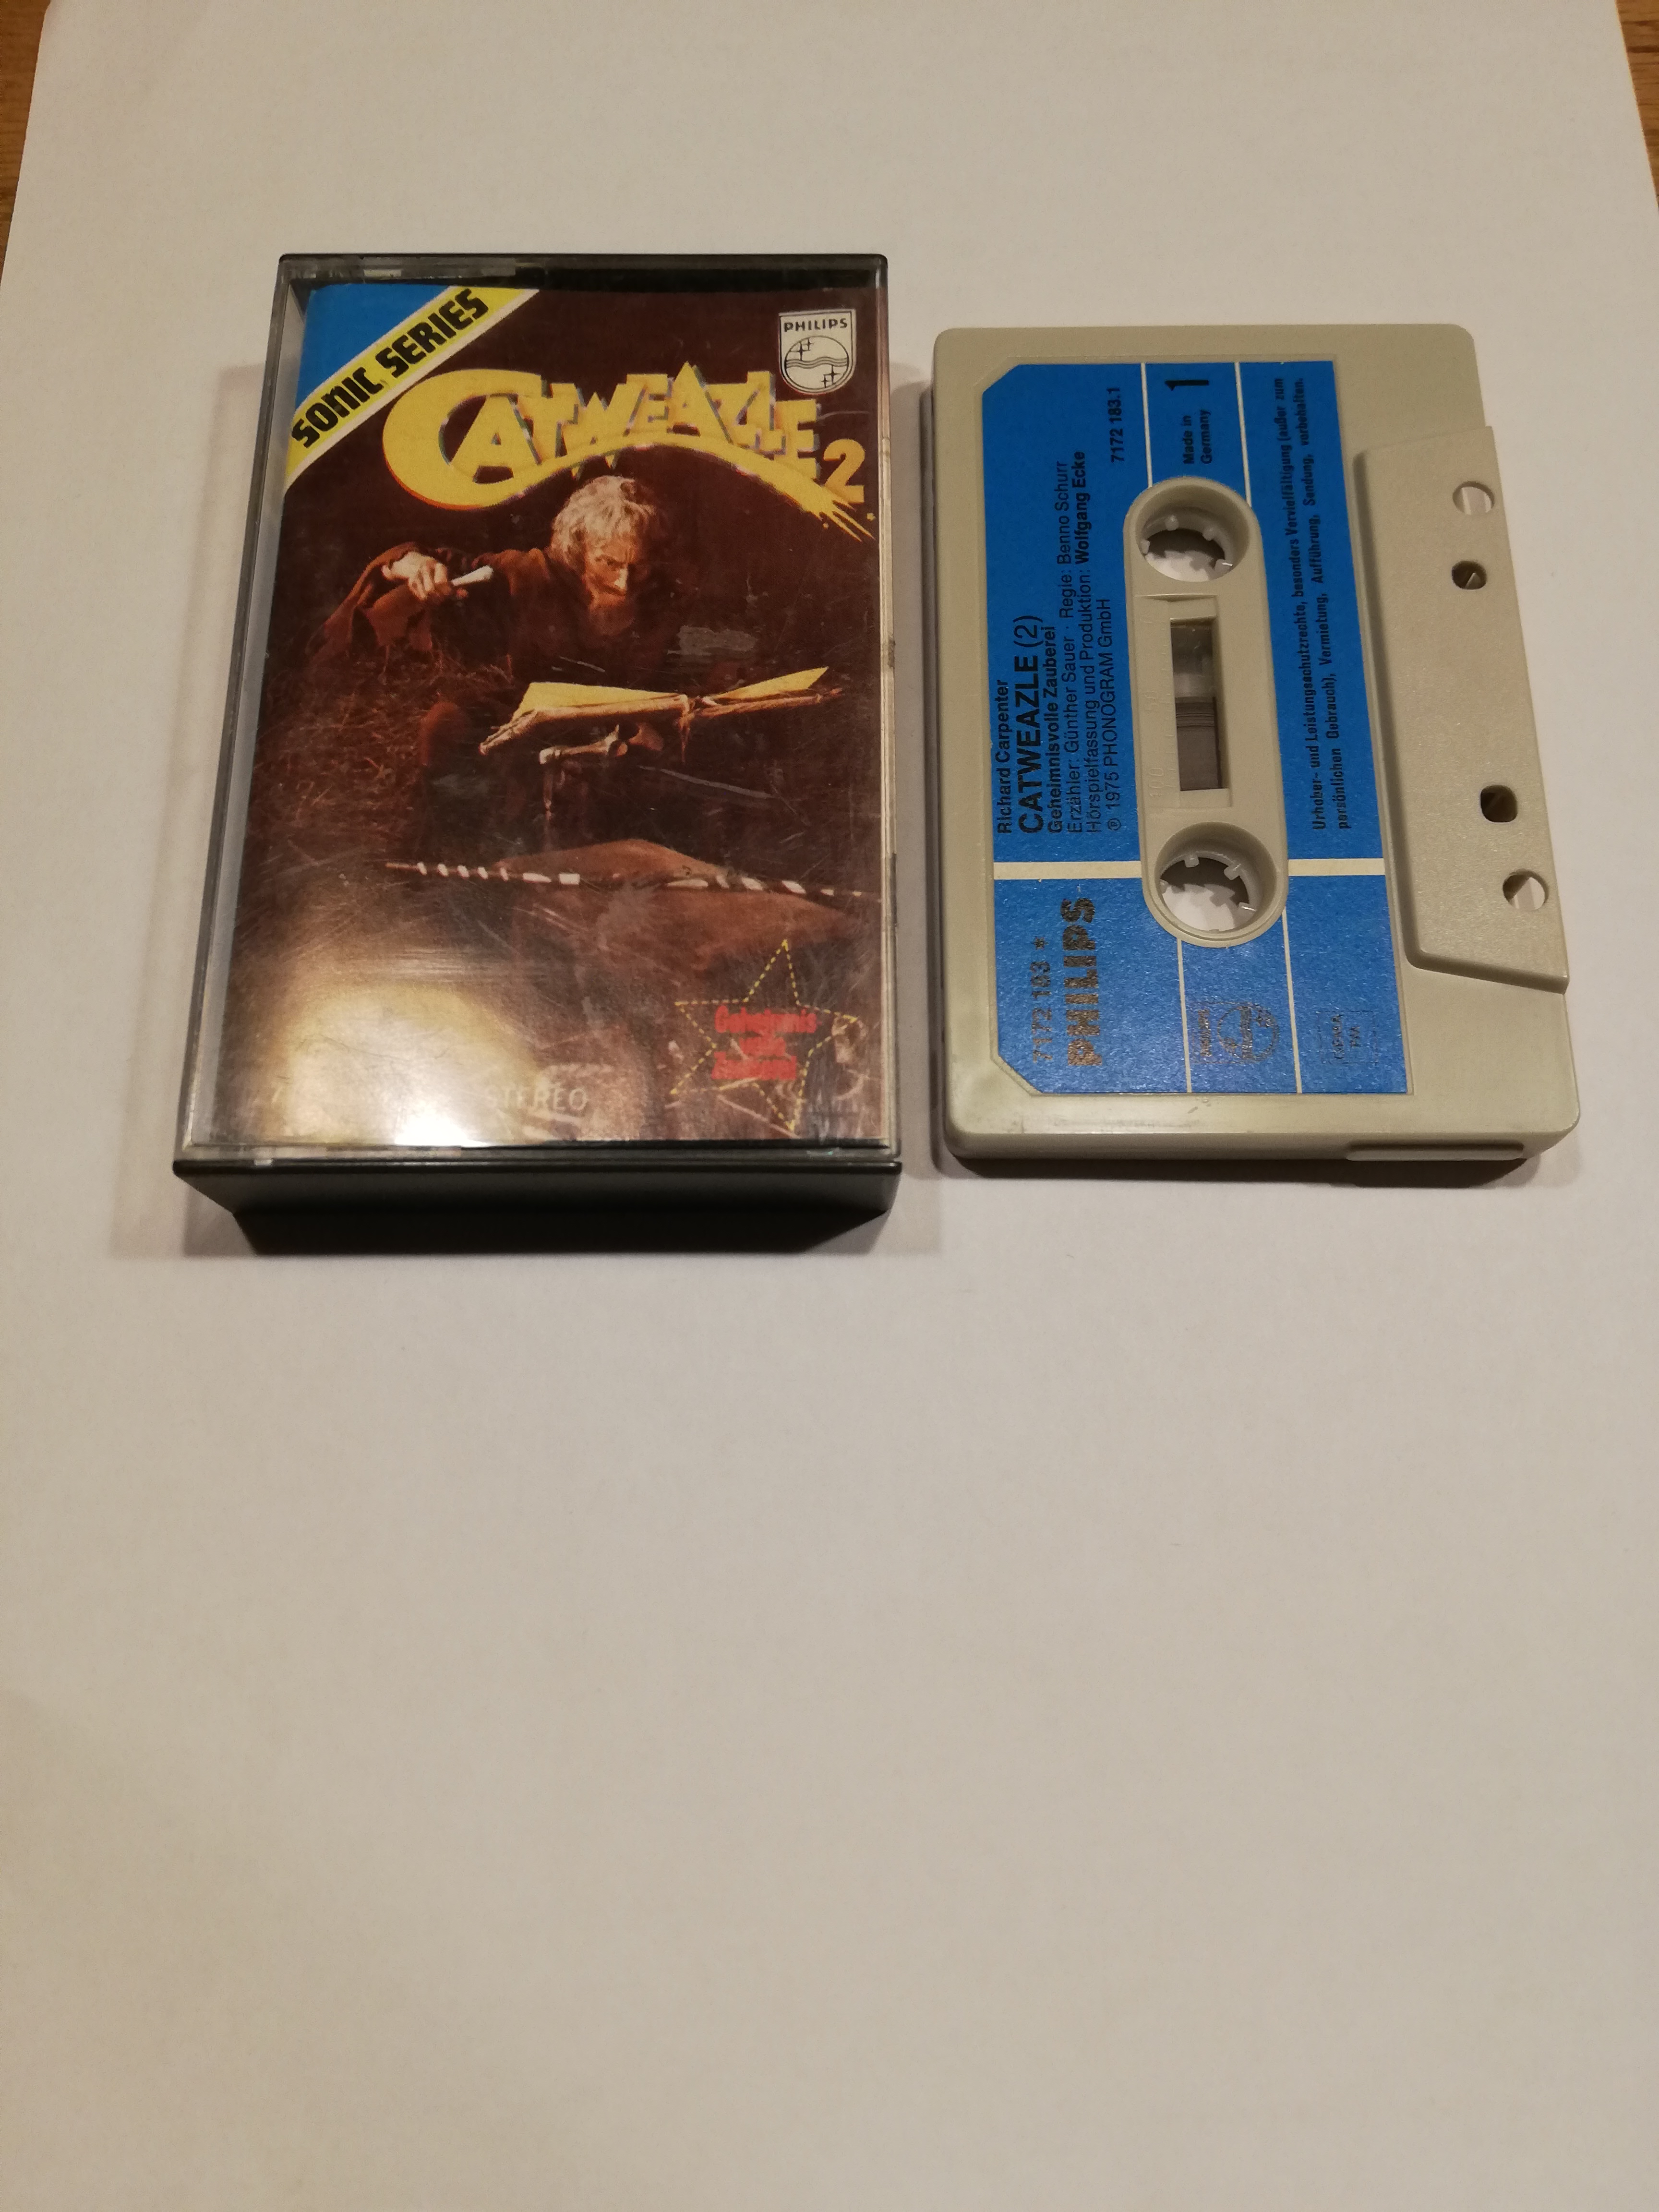 SONIC SERIES
PHILIPS
CATWEAZLE 2
STEREO
Richard Carpenter
CATWEAZLE (2)
Geheimnisvolle Zauberei
Erzähler: Günther Sauer · Regie: Benno Schurr
Hörspielfassung und Produktion: Wolfgang Ecke
℗ 1975 PHONOGRAM GmbH
7172 183.1
Made in
Germany
1
Urheber- und Leistungsschutzrechte, besonders Vervielfältigung (außer zum
persönlichen Gebrauch), Vermietung, Aufführung, Sendung, vorbehalten.
7172 183 *
PHILIPS